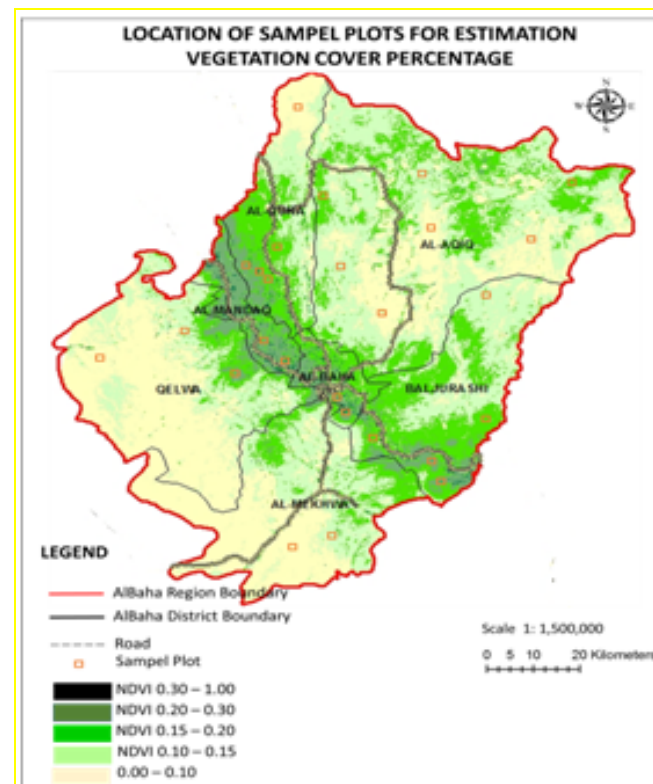 LOCATION OF SAMPEL PLOTS FOR ESTIMATION
VEGETATION COVER PERCENTAGE
N
W E
S
AL-AQIQ
AL MANDAQ
QELWA
AL-BAHA
BALJURASHI
AL-MEKHWA
LEGEND
AlBaha Region Boundary
AlBaha District Boundary
Road
Sampel Plot
NDVI 0.30 – 1.00
NDVI 0.20 – 0.30
NDVI 0.15 – 0.20
NDVI 0.10 – 0.15
0.00 – 0.10
Scale 1: 1,500,000
0 5 10 20 Kilometers